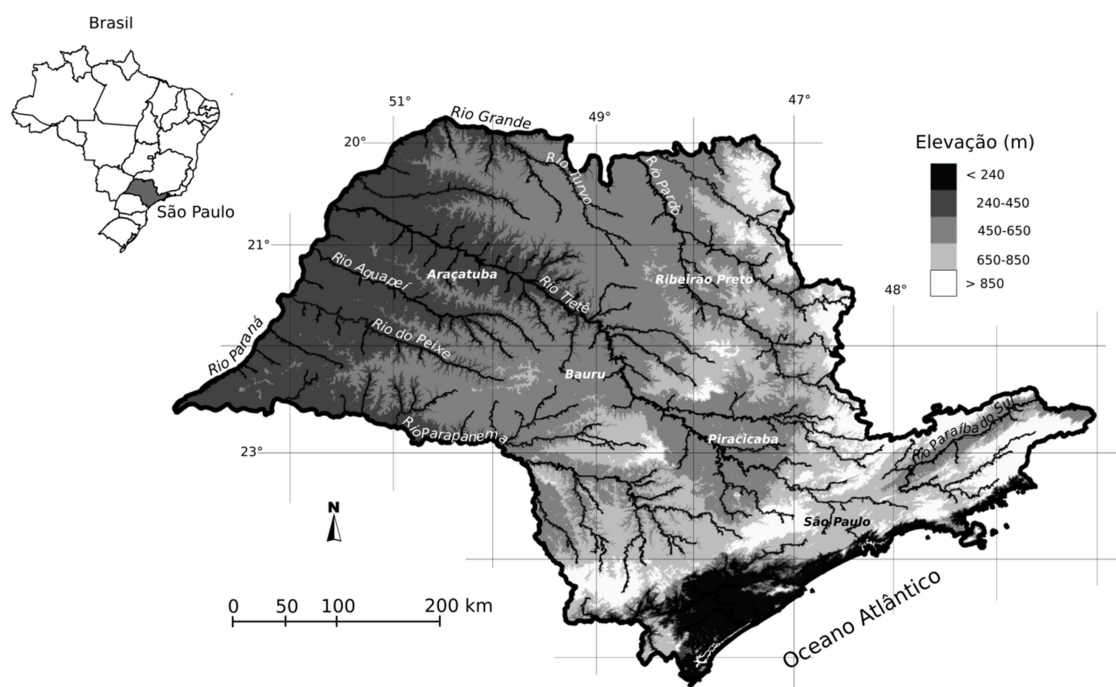 Brasil
São Paulo
51°
49°
47°
48°
20°
21°
23°
Rio Grande
Rio Turvo
Rio Pardo
Rio Aguapeí
Araçatuba
Rio Tietê
Ribeirão Preto
Rio Paraná
Rio do Peixe
Bauru
RioParapanema
Piracicaba
Rio Paraíba do Sul
São Paulo
Oceano Atlântico
Elevação (m)
< 240
240-450
450-650
650-850
> 850
N
0 50 100 200 km